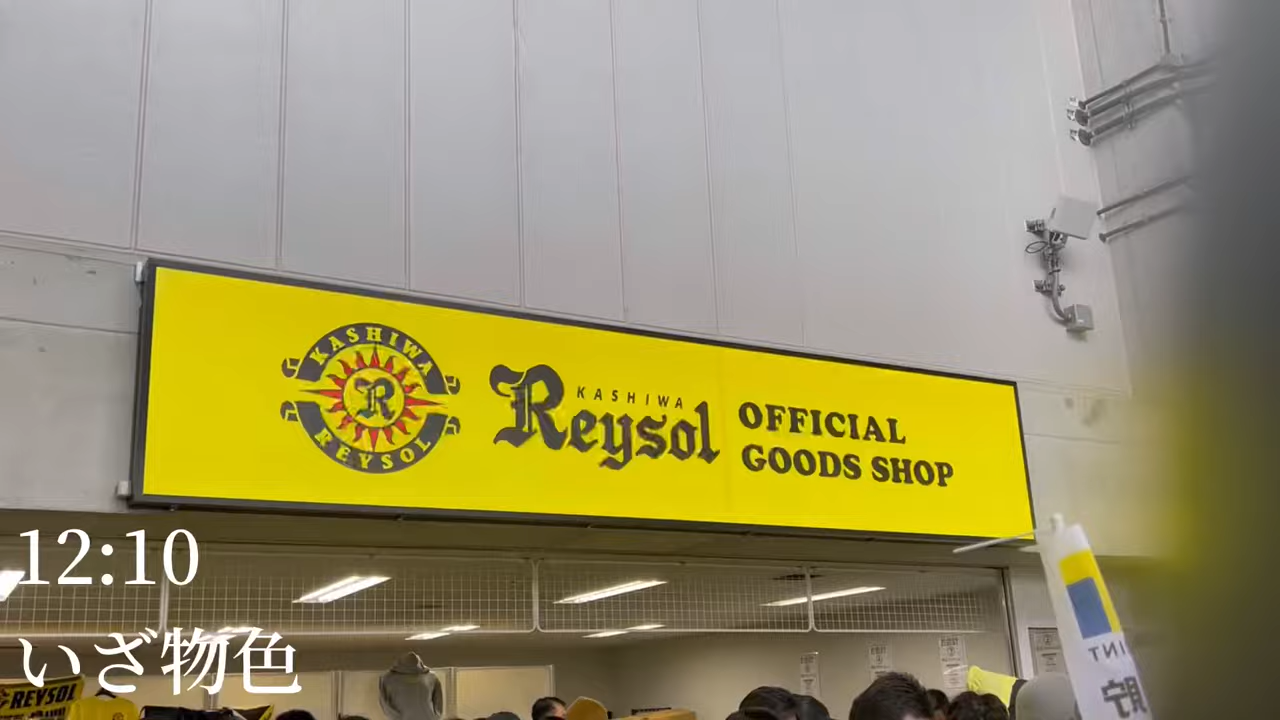 KASHIWA
REYSOL
R
KASHIWA
Reysol
OFFICIAL
GOODS SHOP
12:10
いざ物色
REYSOL